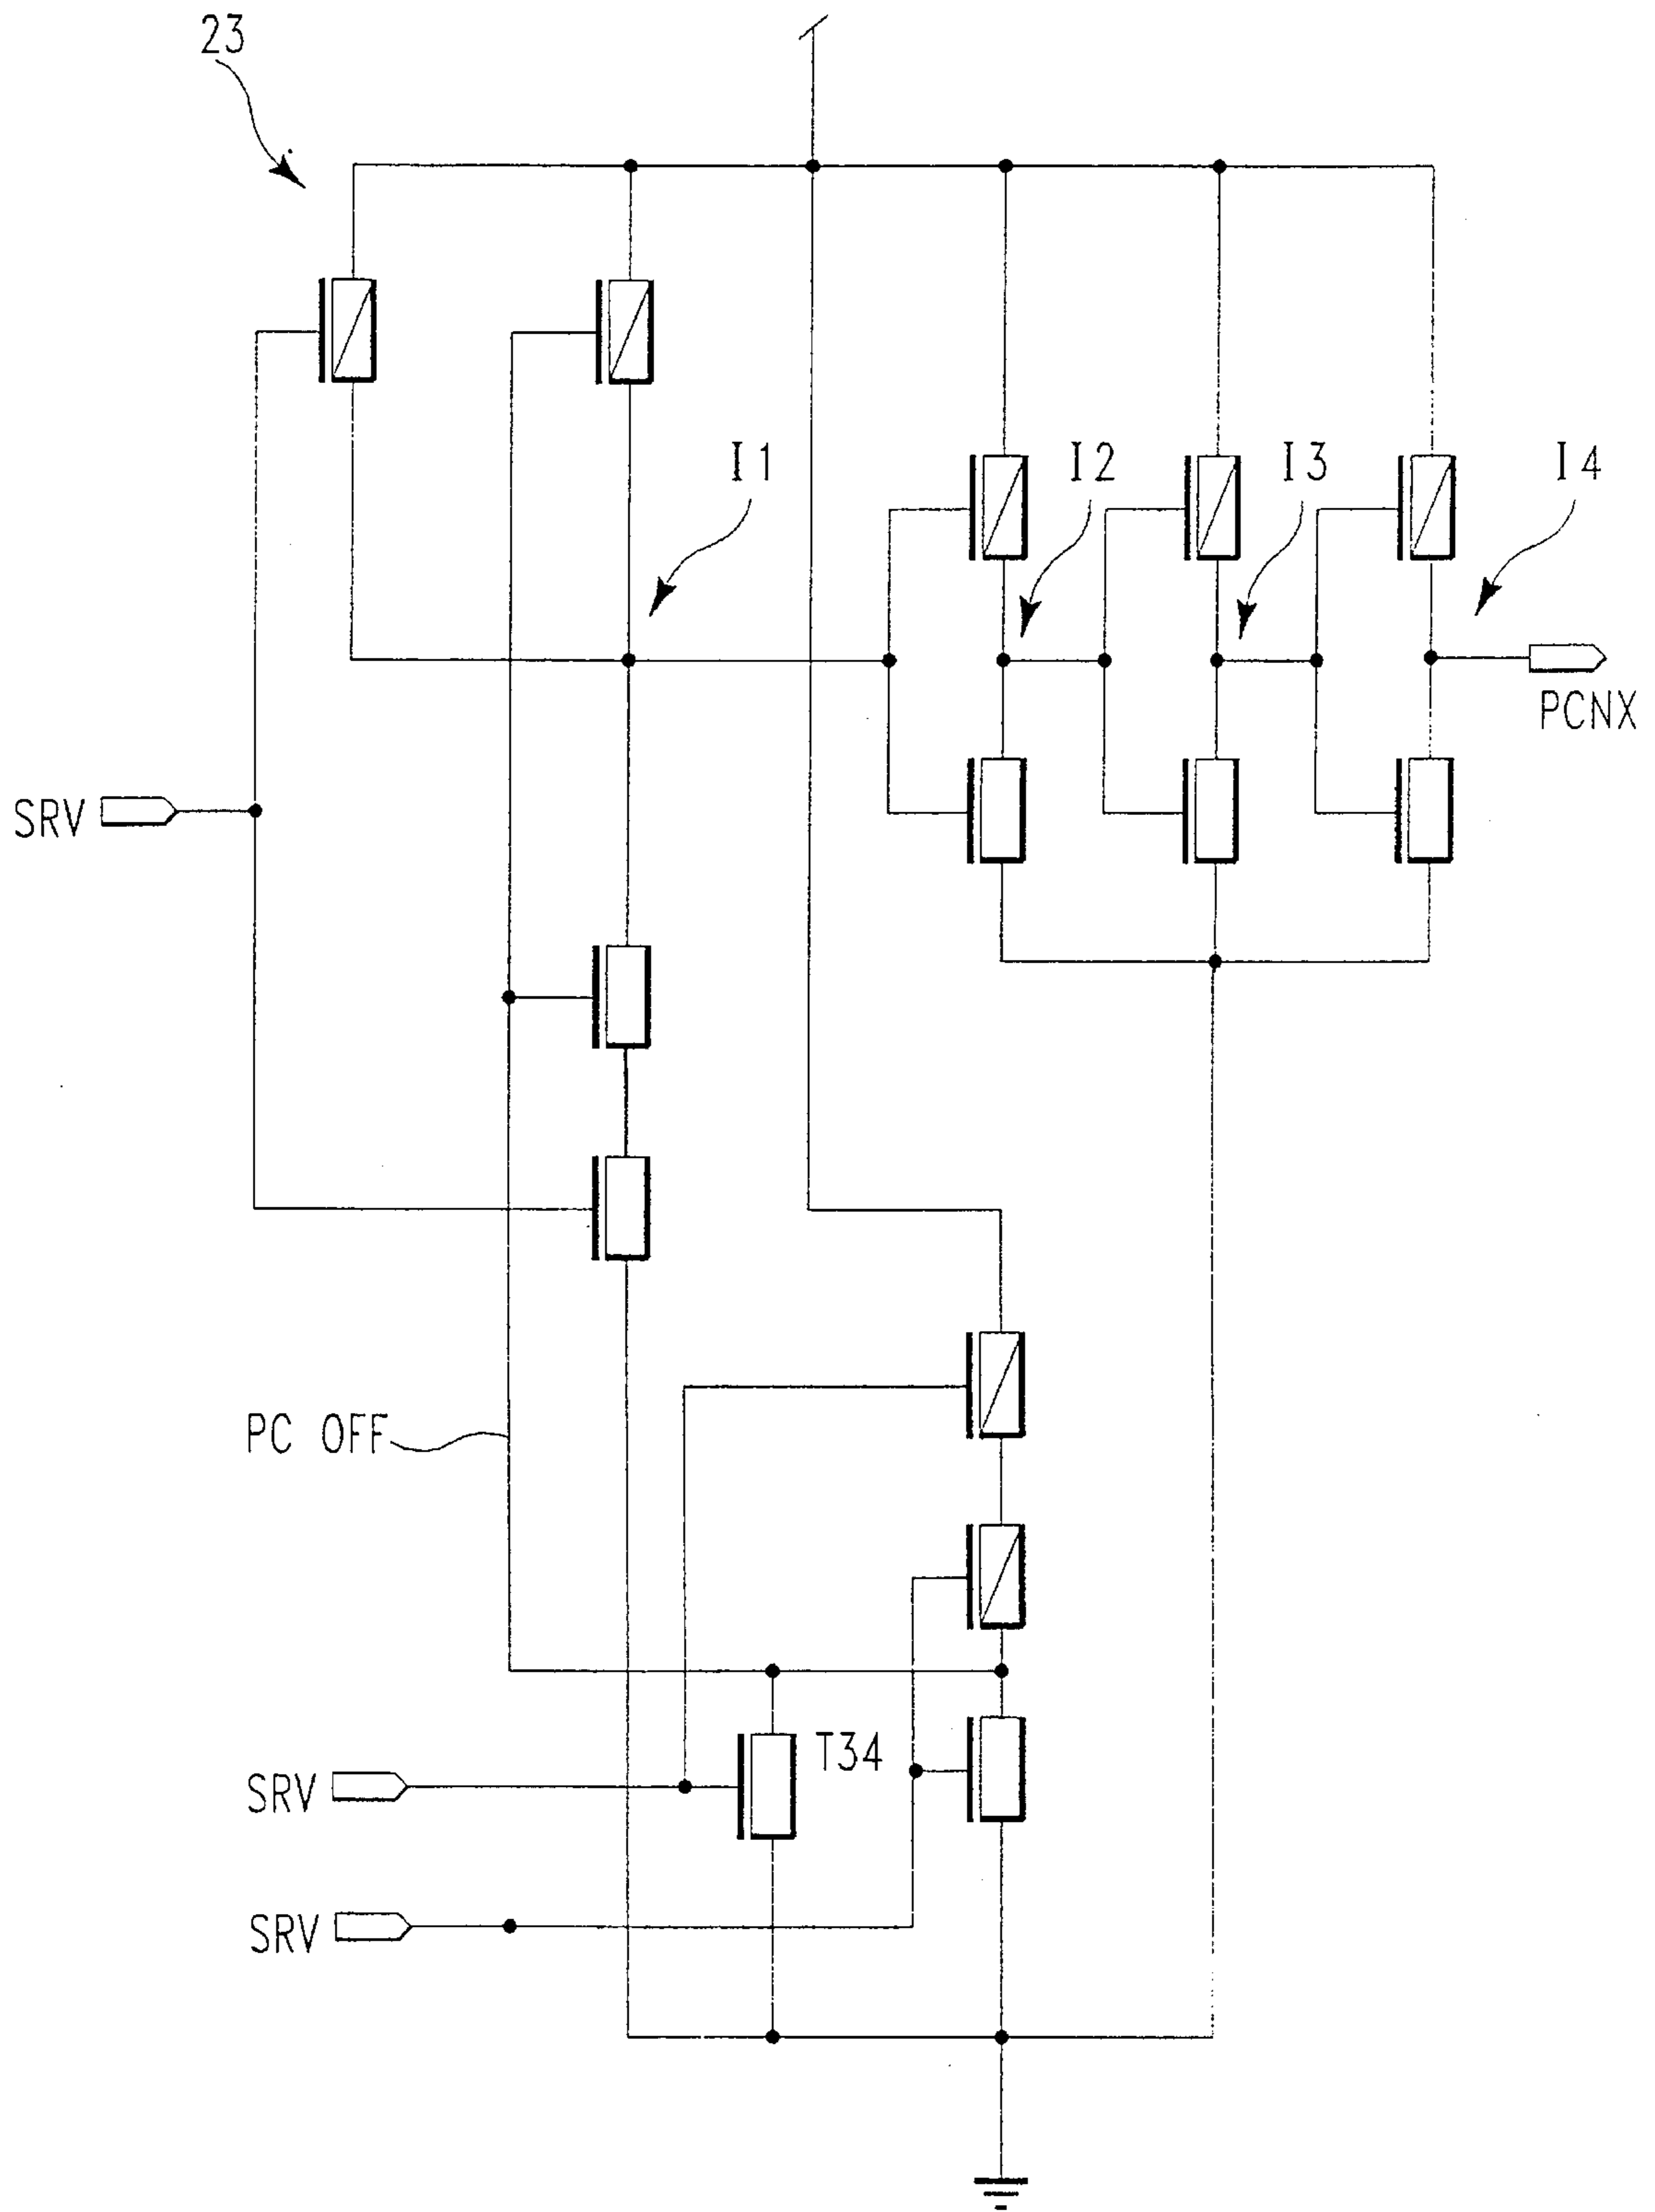 23
I1
I2
I3
I4
PCNX
SRV
PC OFF
T34
SRV
SRV